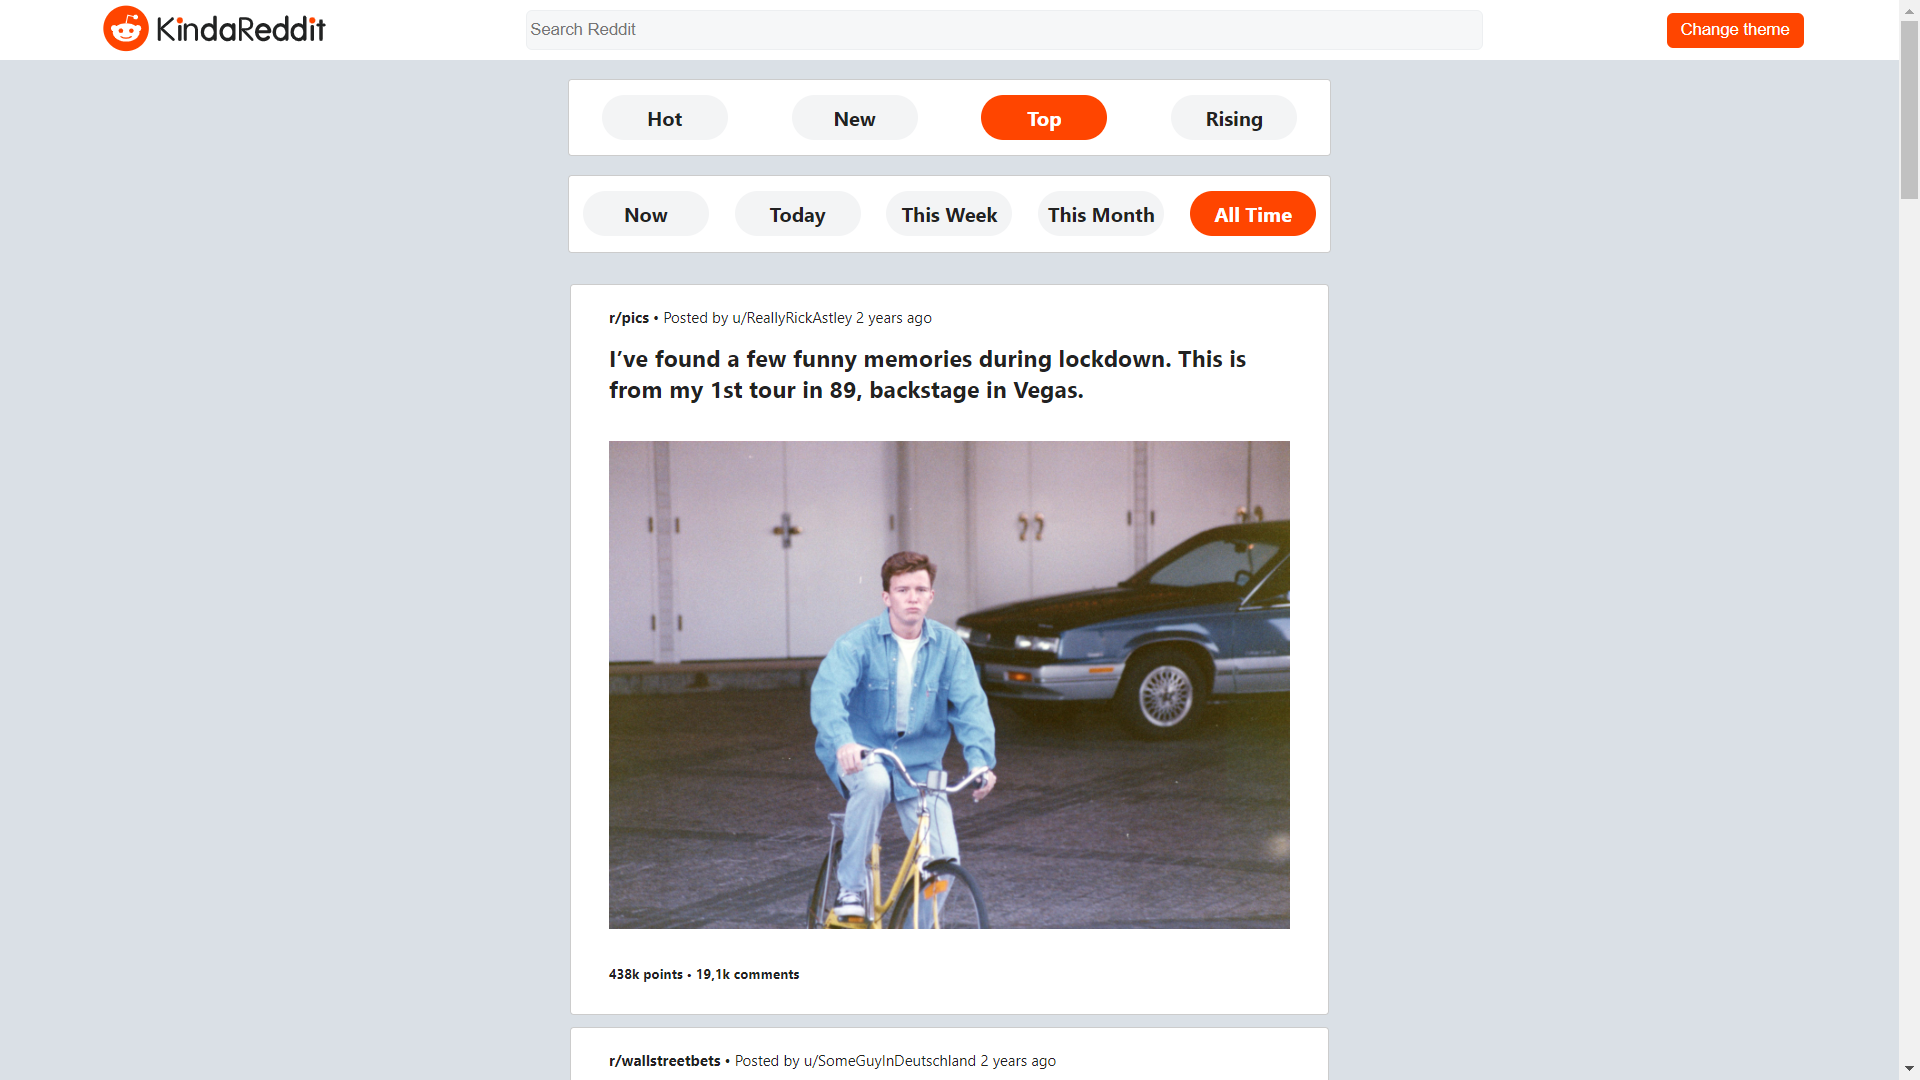 KindaReddit
Search Reddit
Change theme
Hot
New
Top
Rising
Now
Today
This Week
This Month
All Time
r/pics • Posted by u/ReallyRickAstley 2 years ago
I’ve found a few funny memories during lockdown. This is
from my 1st tour in 89, backstage in Vegas.
438k points • 19,1k comments
r/wallstreetbets • Posted by u/SomeGuyInDeutschland 2 years ago